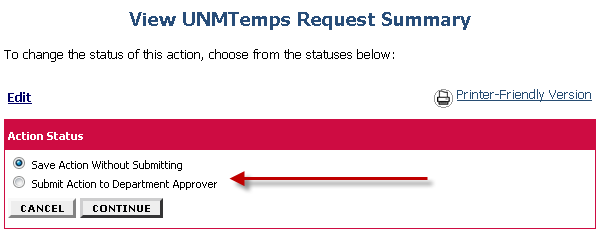 View UNMTemps Request Summary
To change the status of this action, choose from the statuses below:
Edit
Printer-Friendly Version
Action Status
Save Action Without Submitting
Submit Action to Department Approver
CANCEL CONTINUE